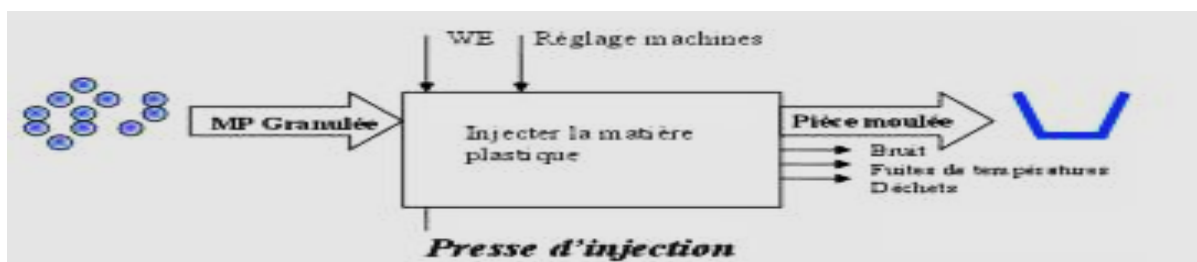 WE Réglage machines
MP Granulée
Injecter la matière
plastique
Pièce moulée
Bruit
Fuites de températures
Déchets
Presse d'injection